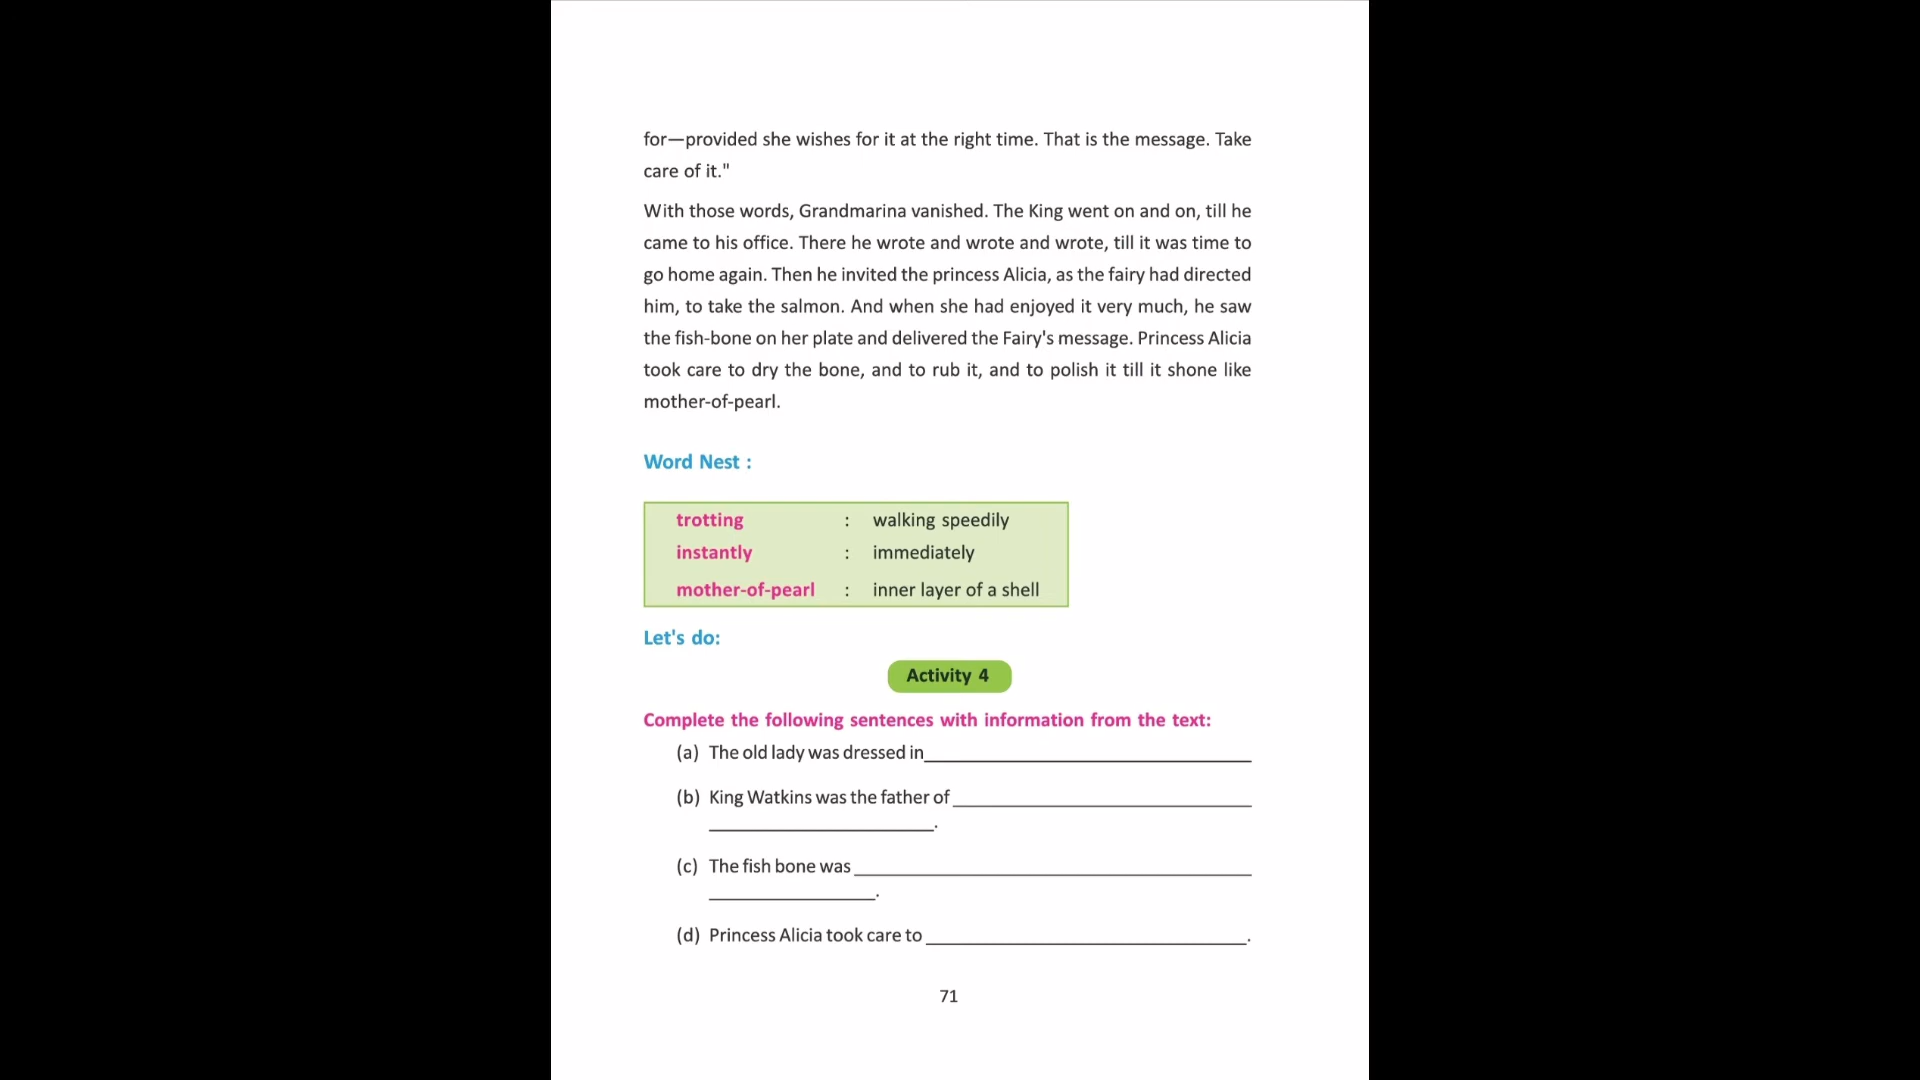 for—provided she wishes for it at the right time. That is the message. Take
care of it."
With those words, Grandmarina vanished. The King went on and on, till he
came to his office. There he wrote and wrote and wrote, till it was time to
go home again. Then he invited the princess Alicia, as the fairy had directed
him, to take the salmon. And when she had enjoyed it very much, he saw
the fish-bone on her plate and delivered the Fairy's message. Princess Alicia
took care to dry the bone, and to rub it, and to polish it till it shone like
mother-of-pearl.
Word Nest :
trotting : walking speedily
instantly : immediately
mother-of-pearl : inner layer of a shell
Let's do:
Activity 4
Complete the following sentences with information from the text:
(a) The old lady was dressed in____________________
(b) King Watkins was the father of ____________________
____________________.
(c) The fish bone was ____________________
____________________.
(d) Princess Alicia took care to ____________________.
71